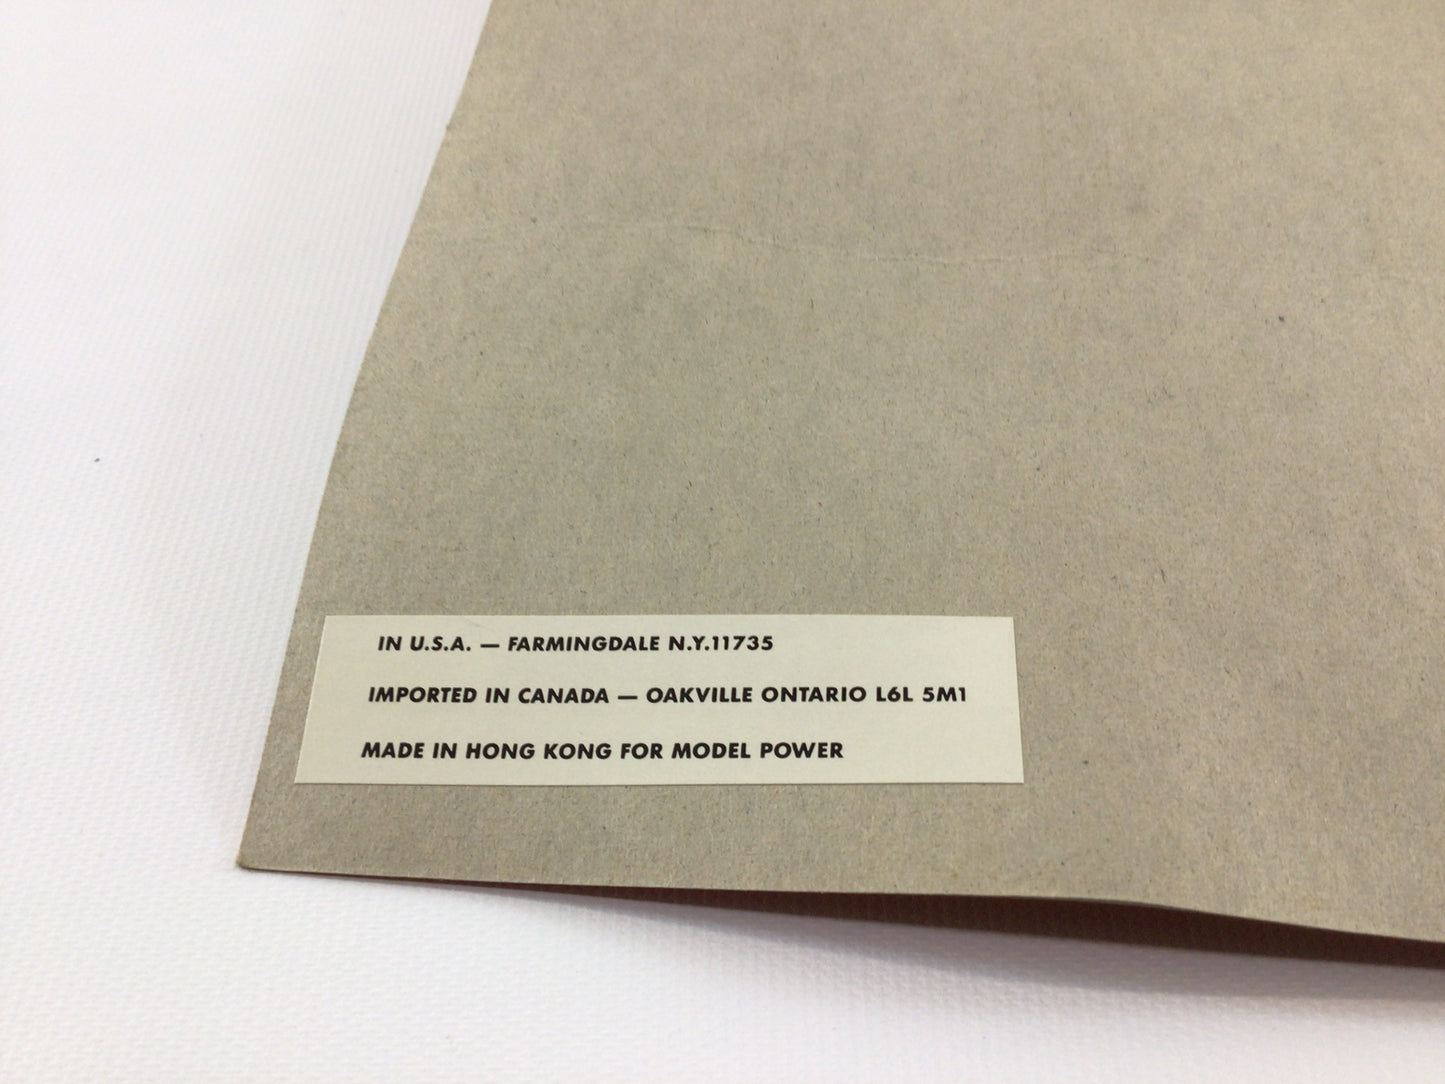 IN U.S.A. — FARMINGDALE N.Y.11735
IMPORTED IN CANADA — OAKVILLE ONTARIO L6L 5M1
MADE IN HONG KONG FOR MODEL POWER